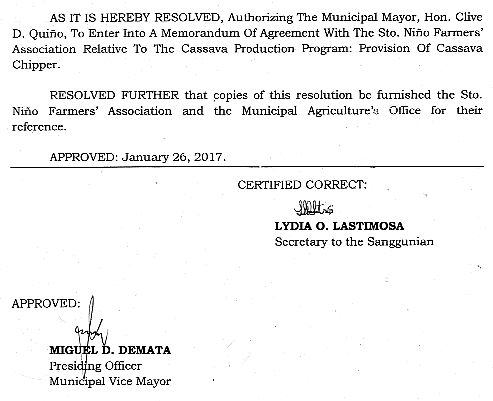 AS IT IS HEREBY RESOLVED, Authorizing The Municipal Mayor, Hon. Clive
D. Quiño, To Enter Into A Memorandum Of Agreement With The Sto. Niño Farmers'
Association Relative To The Cassava Production Program: Provision Of Cassava
Chipper.
RESOLVED FURTHER that copies of this resolution be furnished the Sto.
Niño Farmers' Association and the Municipal Agriculture's Office for their
reference.
APPROVED: January 26, 2017.
CERTIFIED CORRECT:
LYDIA O. LASTIMOSA
Secretary to the Sanggunian
APPROVED:
MIGUEL D. DEMATA
Presiding Officer
Municipal Vice Mayor